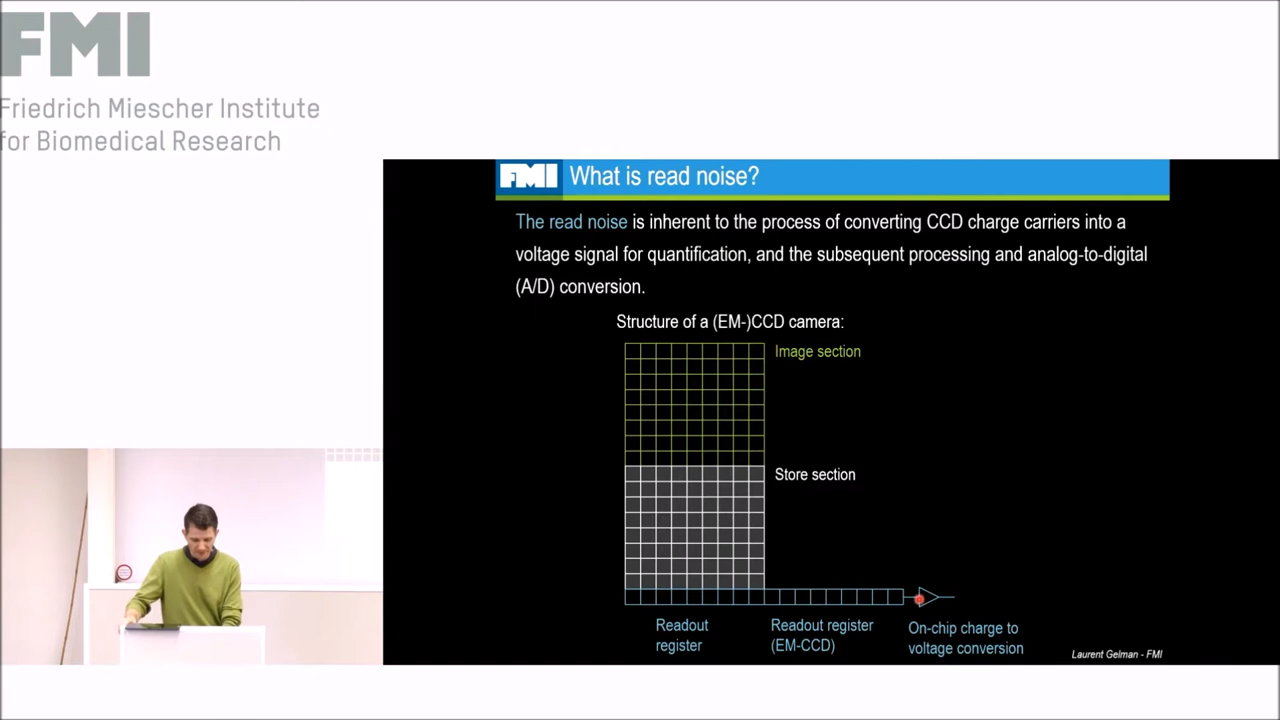 FMI
Friedrich Miescher Institute
for Biomedical Research
FMI What is read noise?
The read noise is inherent to the process of converting CCD charge carriers into a
voltage signal for quantification, and the subsequent processing and analog-to-digital
(A/D) conversion.
Structure of a (EM-)CCD camera:
Image section
Store section
Readout
register
Readout register
(EM-CCD)
On-chip charge to
voltage conversion
Laurent Gelman - FMI